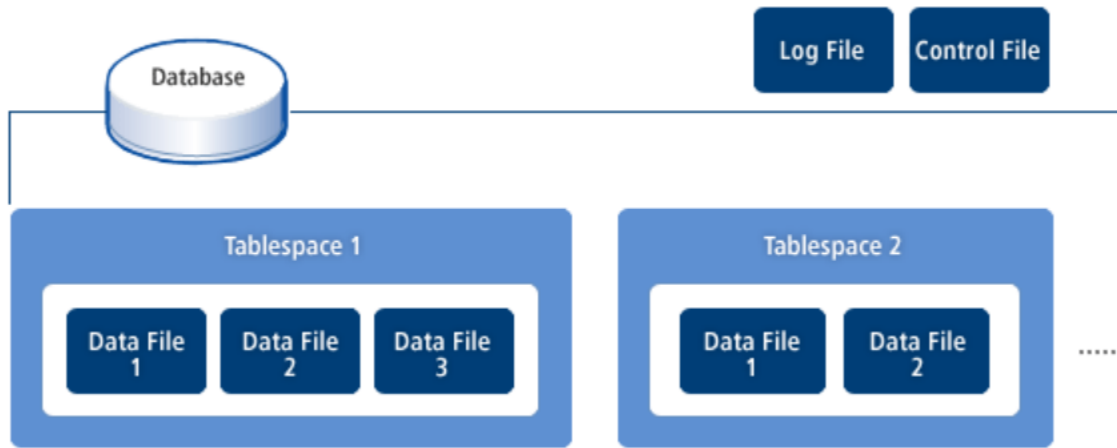 Log File
Control File
Database
Tablespace 1
Tablespace 2
Data File
1
Data File
2
Data File
3
Data File
1
Data File
2
......